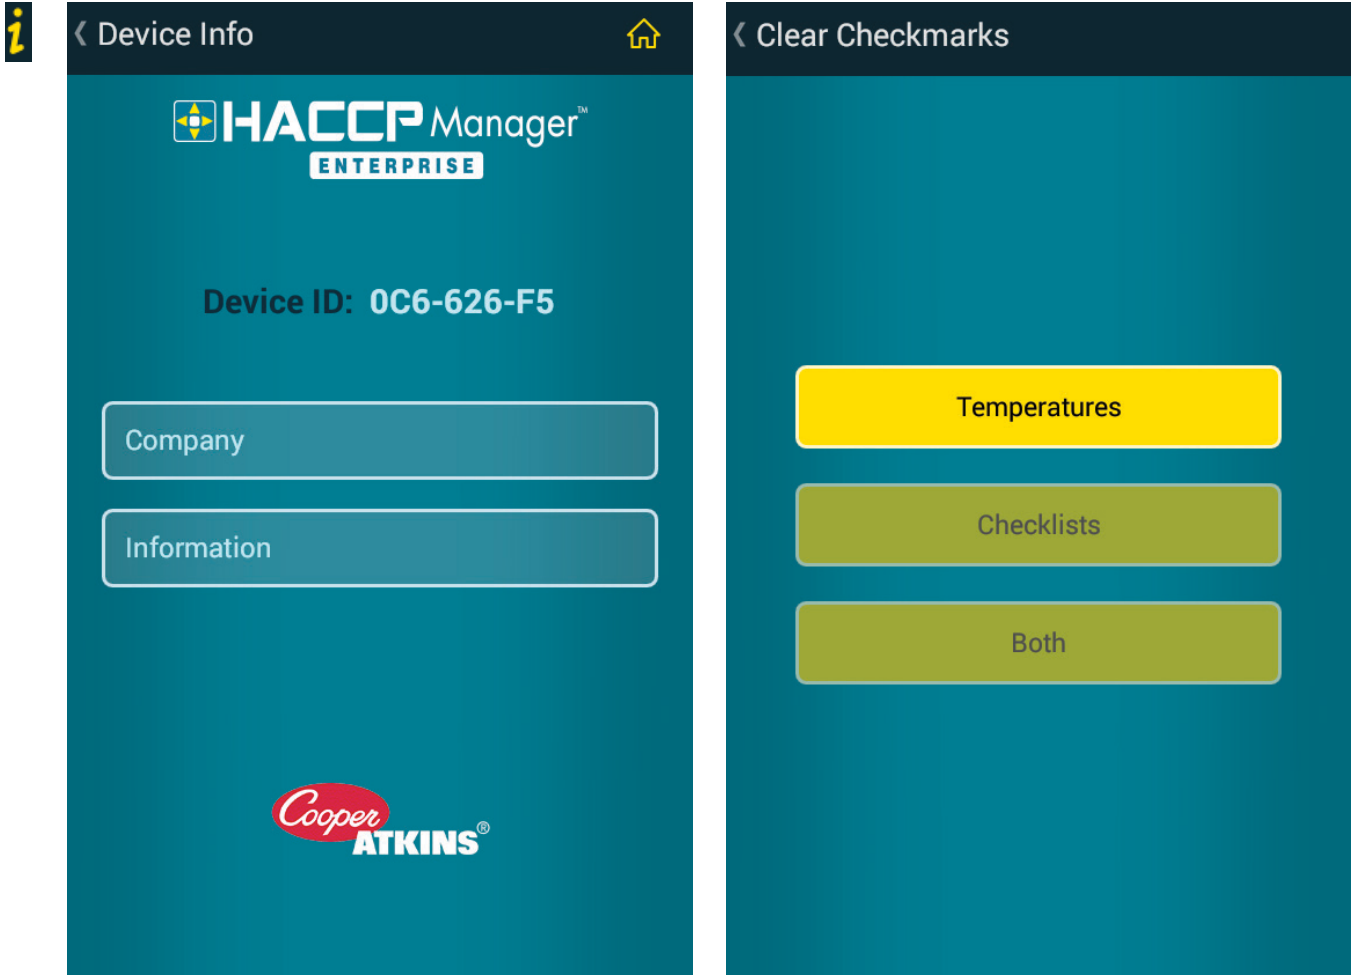 i
Device Info
HACCP Manager™
ENTERPRISE
Device ID: 0C6-626-F5
Company
Information
Cooper
ATKINS®
Clear Checkmarks
Temperatures
Checklists
Both